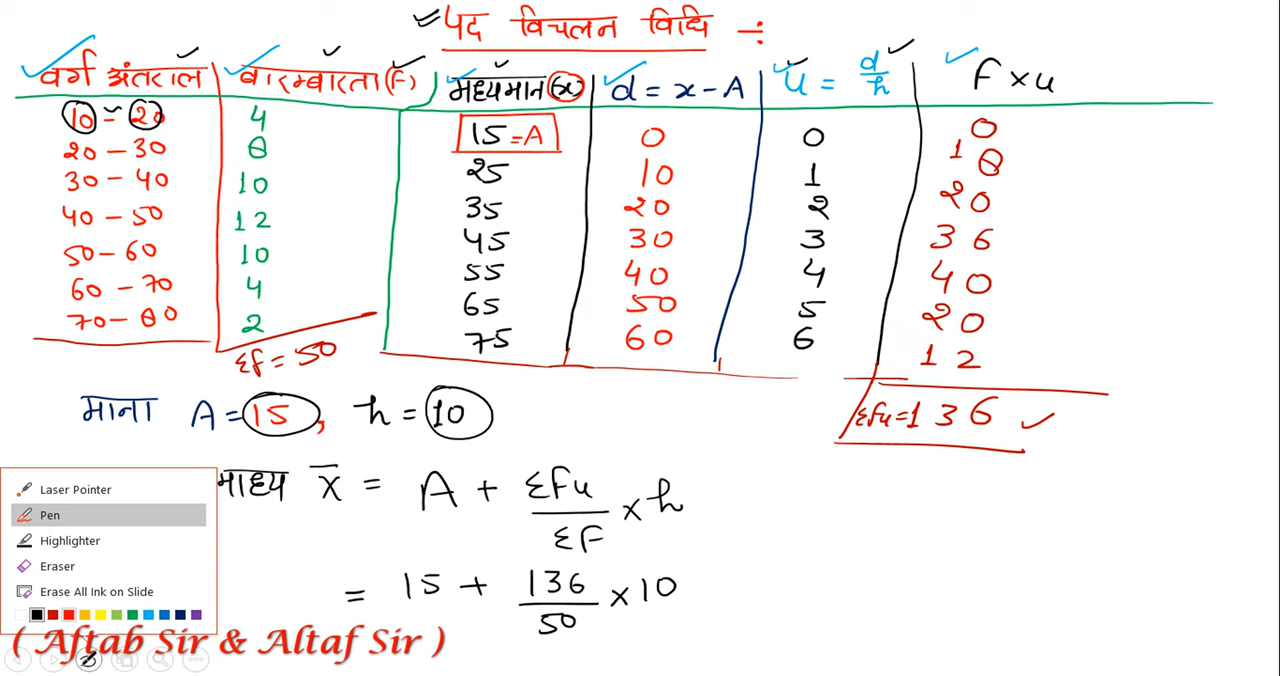 पद विचलन विधि ÷
वर्ग अंतराल बारम्बारता (F) मध्यमान (x) d = x - A u = d/h F × u
10 - 20 4 15 = A 0 0 0
20 - 30 8 25 10 1 18
30 - 40 10 35 20 2 20
40 - 50 12 45 30 3 36
50 - 60 10 55 40 4 40
60 - 70 4 65 50 5 20
70 - 80 2 75 60 6 12
Σf = 50
माना A = 15, h = 10 Σfu = 136
माध्य x̄ = A + ΣFu/ΣF × h
= 15 + 136/50 × 10
Laser Pointer
Pen
Highlighter
Eraser
Erase All Ink on Slide
( Aftab Sir & Altaf Sir )